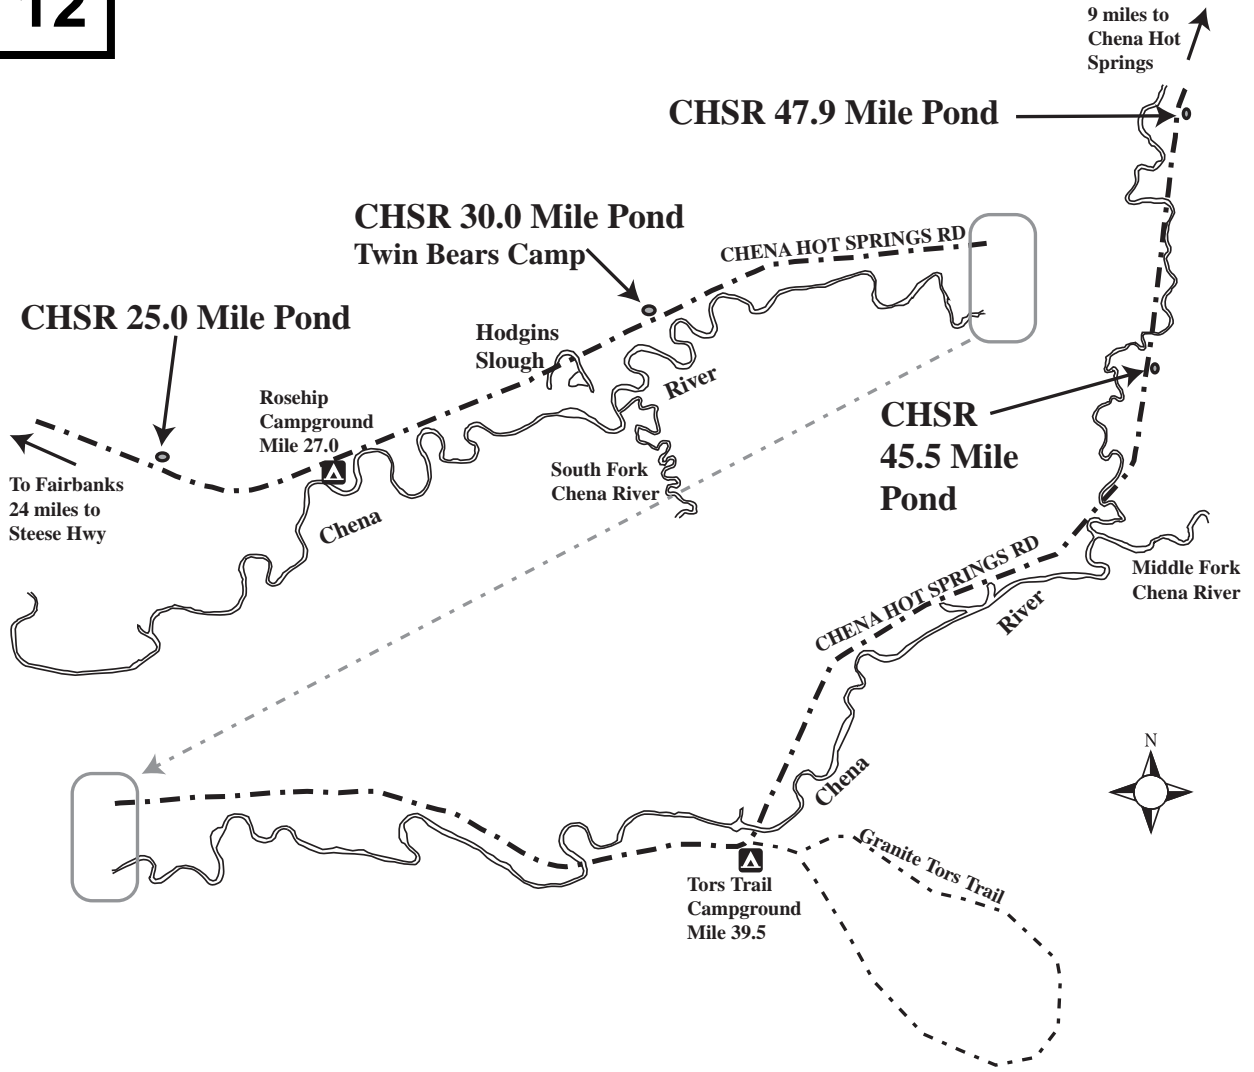 12
9 miles to
Chena Hot
Springs
CHSR 47.9 Mile Pond
CHSR 30.0 Mile Pond
Twin Bears Camp
CHENA HOT SPRINGS RD
CHSR 25.0 Mile Pond
Hodgins
Slough
River
Rosehip
Campground
Mile 27.0
CHSR
45.5 Mile
Pond
To Fairbanks
24 miles to
Steese Hwy
South Fork
Chena River
Chena
CHENA HOT SPRINGS RD
Middle Fork
Chena River
River
N
Chena
Granite Tors Trail
Tors Trail
Campground
Mile 39.5